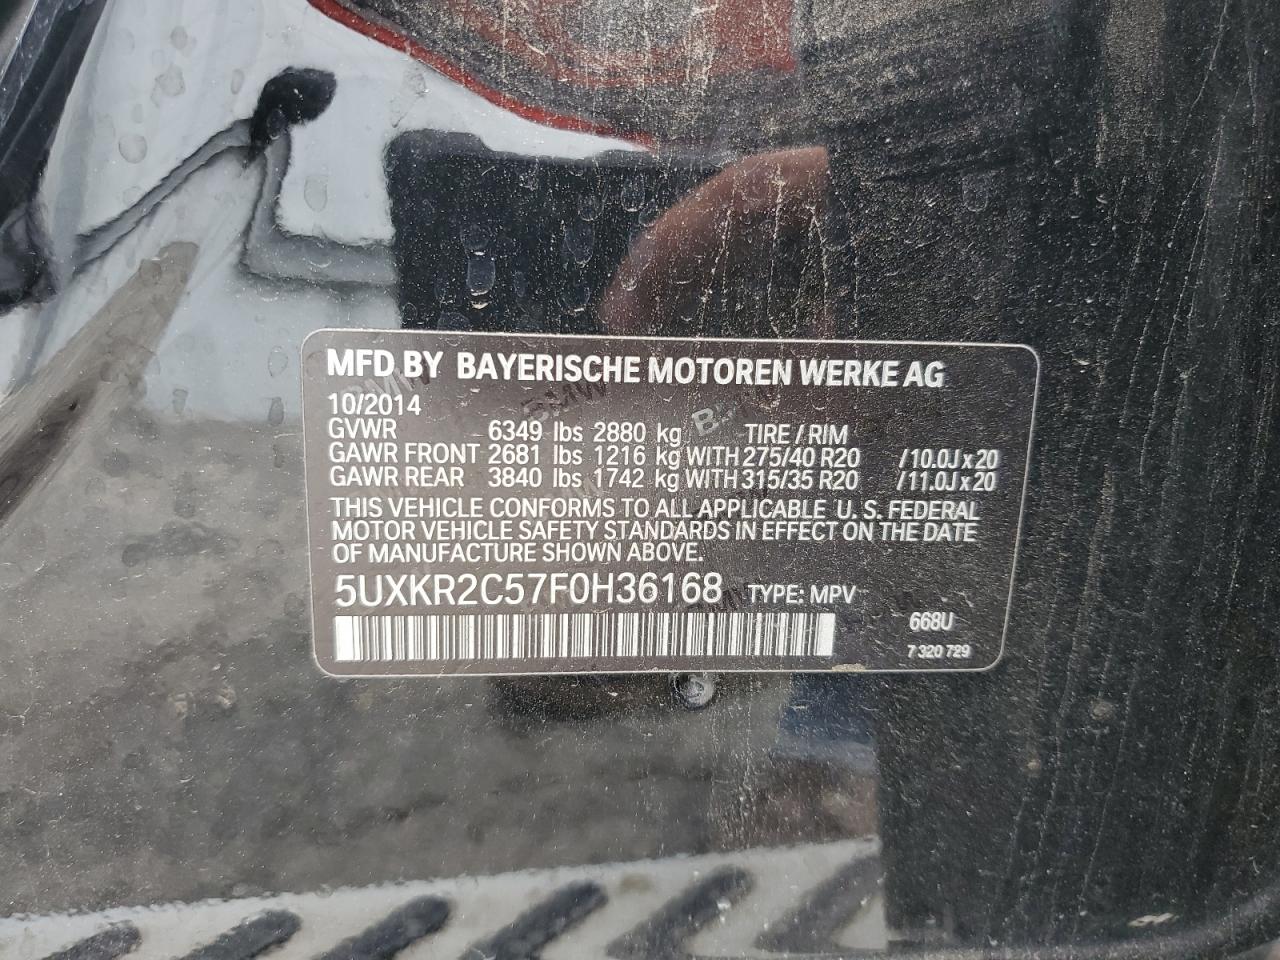 MFD BY BAYERISCHE MOTOREN WERKE AG
10/2014
GVWR 6349 lbs 2880 kg TIRE / RIM
GAWR FRONT 2681 lbs 1216 kg WITH 275/40 R20 /10.0J x 20
GAWR REAR 3840 lbs 1742 kg WITH 315/35 R20 /11.0J x 20
THIS VEHICLE CONFORMS TO ALL APPLICABLE U. S. FEDERAL
MOTOR VEHICLE SAFETY STANDARDS IN EFFECT ON THE DATE
OF MANUFACTURE SHOWN ABOVE.
5UXKR2C57F0H36168 TYPE: MPV
668U
7 320 729
BMW
BMW
BMW